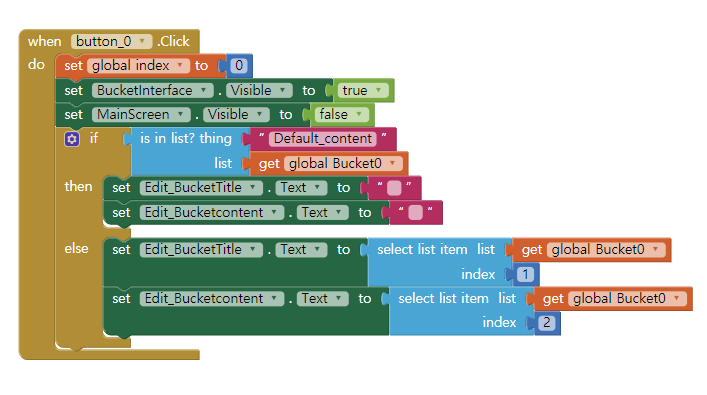 when button_0 .Click
do set global index to 0
set BucketInterface . Visible to true
set MainScreen . Visible to false
if is in list? thing " Default_content "
list get global Bucket0
then set Edit_BucketTitle . Text to " "
set Edit_Bucketcontent . Text to " "
else set Edit_BucketTitle . Text to select list item list get global Bucket0
index 1
set Edit_Bucketcontent . Text to select list item list get global Bucket0
index 2